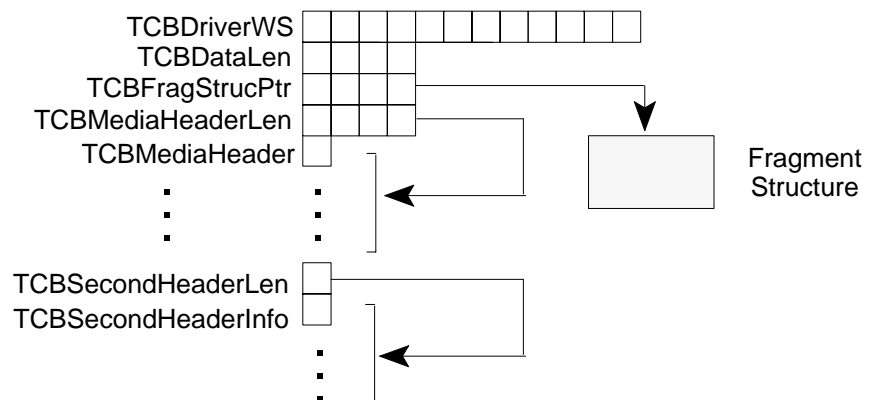 TCBDriverWS
TCBDataLen
TCBFragStrucPtr
TCBMediaHeaderLen
TCBMediaHeader
Fragment
Structure
TCBSecondHeaderLen
TCBSecondHeaderInfo